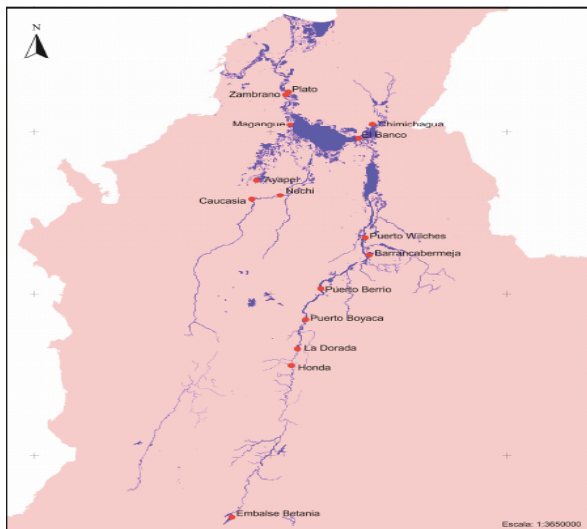 N
Plato
Zambrano
Magangue
Chimichagua
El Banco
Ayapel
Nechi
Caucasia
Puerto Wilches
Barrancabermeja
Puerto Berrio
Puerto Boyaca
La Dorada
Honda
Embalse Betania
Escala: 1:3650000